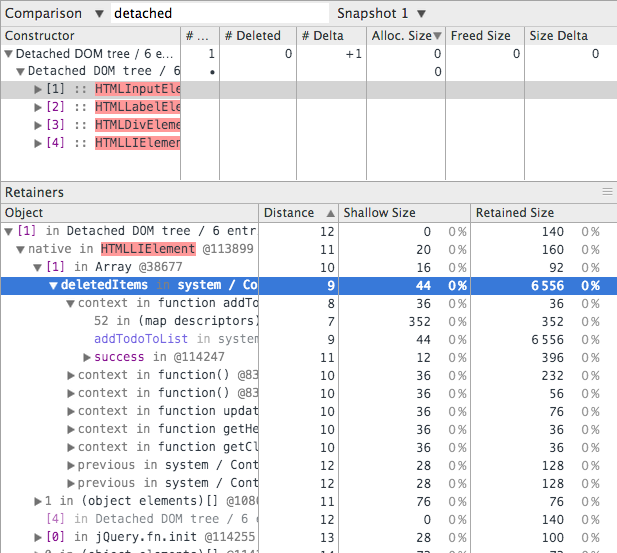 Comparison ▼ detached Snapshot 1 ▼
Constructor # ... # Deleted # Delta Alloc. Size▼ Freed Size Size Delta
▼Detached DOM tree / 6 e… 1 0 +1 0 0 0
▼Detached DOM tree / 6 • 0
▶[1] :: HTMLInputEle
▶[2] :: HTMLLabelEle
▶[3] :: HTMLDivEleme
▶[4] :: HTMLLIElemen
Retainers
Object Distance ▲ Shallow Size Retained Size
▼[1] in Detached DOM tree / 6 entr 12 0 0% 140 0%
▼native in HTMLLIElement @113899 11 20 0% 160 0%
▼[1] in Array @38677 10 16 0% 92 0%
▼deletedItems in system / Co 9 44 0% 6 556 0%
▼context in function addTo 8 36 0% 36 0%
52 in (map descriptors) 7 352 0% 352 0%
addTodoToList in system 9 44 0% 6 556 0%
▶success in @114247 11 12 0% 396 0%
▶context in function() @83 10 36 0% 232 0%
▶context in function() @83 10 36 0% 56 0%
▶context in function updat 10 36 0% 76 0%
▶context in function getHe 10 36 0% 36 0%
▶context in function getCl 10 36 0% 36 0%
▶previous in system / Cont 12 28 0% 128 0%
▶previous in system / Cont 12 28 0% 128 0%
▶1 in (object elements)[] @1080 11 76 0% 76 0%
[4] in Detached DOM tree / 6 e 12 0 0% 140 0%
▶[0] in jQuery.fn.init @114255 13 28 0% 100 0%